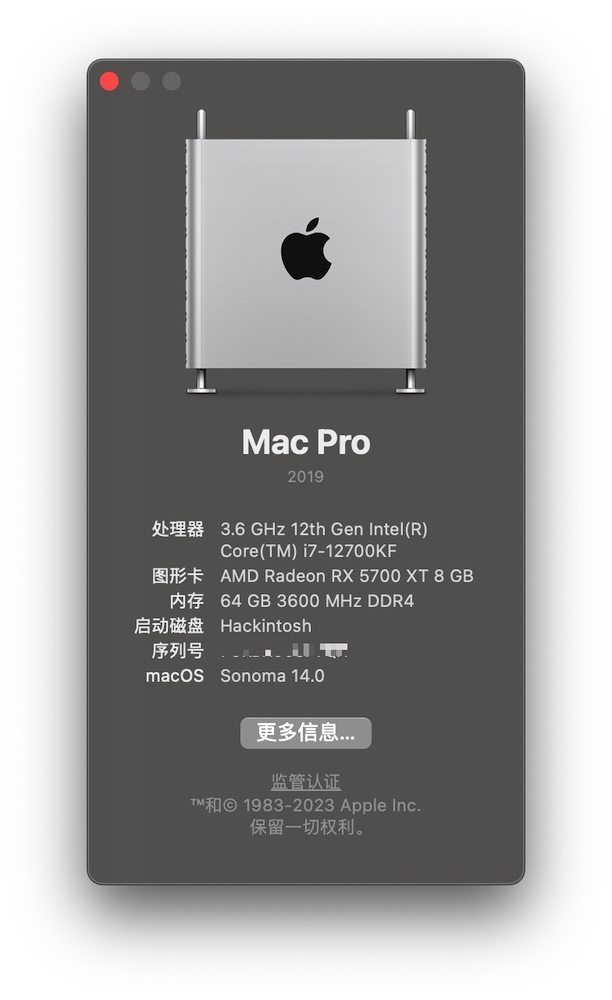 Mac Pro
2019
处理器 3.6 GHz 12th Gen Intel(R)
Core(TM) i7-12700KF
图形卡 AMD Radeon RX 5700 XT 8 GB
内存 64 GB 3600 MHz DDR4
启动磁盘 Hackintosh
序列号
macOS Sonoma 14.0
更多信息...
监管认证
™和© 1983-2023 Apple Inc.
保留一切权利。